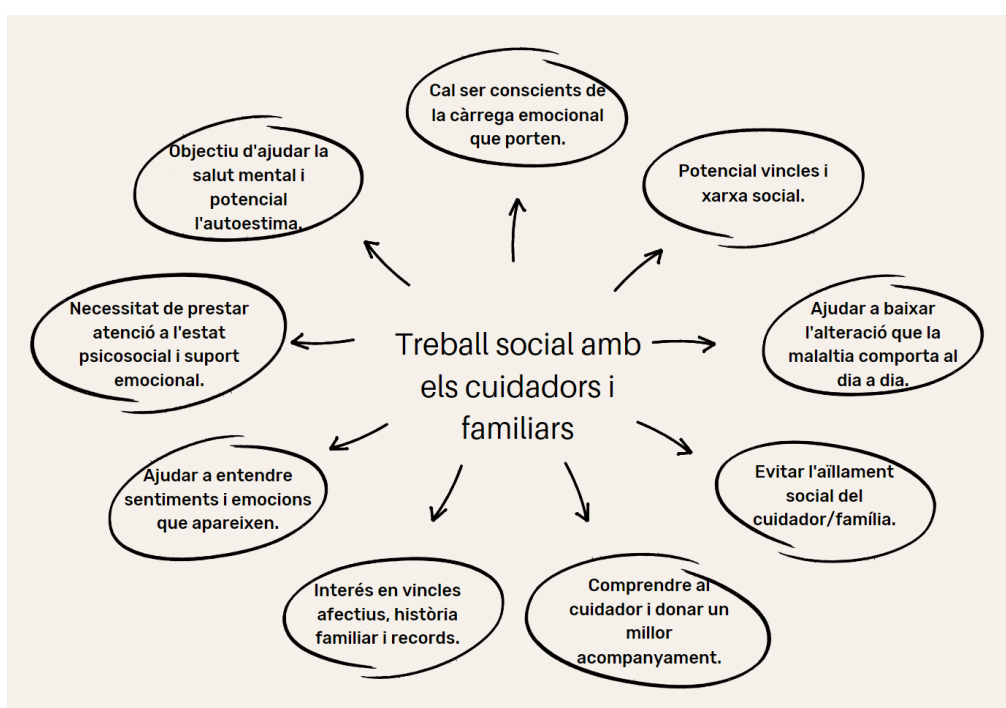 Cal ser conscients de
la càrrega emocional
que porten.
Objectiu d'ajudar la
salut mental i
potencial
l'autoestima.
Potencial vincles i
xarxa social.
Necessitat de prestar
atenció a l'estat
psicosocial i suport
emocional.
Treball social amb
els cuidadors i
familiars
Ajudar a baixar
l'alteració que la
malaltia comporta al
dia a dia.
Ajudar a entendre
sentiments i emocions
que apareixen.
Evitar l'aïllament
social del
cuidador/família.
Interés en vincles
afectius, història
familiar i records.
Comprendre al
cuidador i donar un
millor
acompanyament.